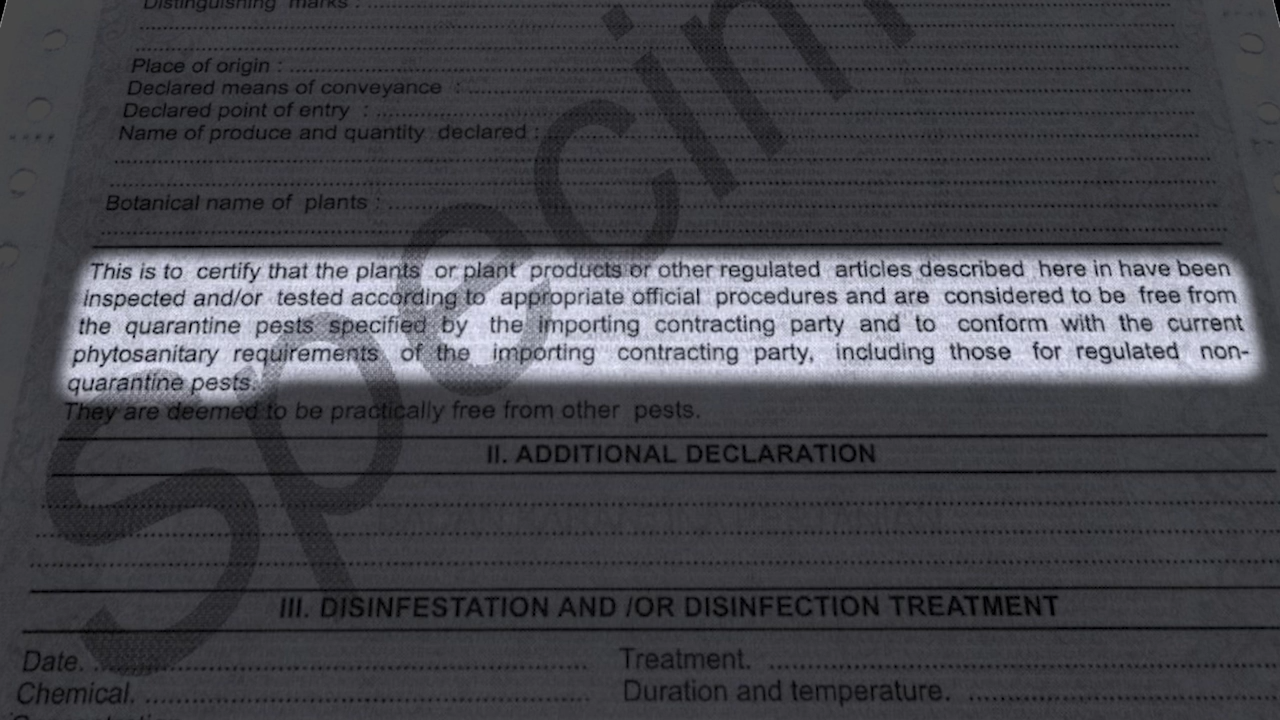 Distinguishing marks :
Place of origin :
Declared means of conveyance :
Declared point of entry :
Name of produce and quantity declared :
Botanical name of plants :
This is to certify that the plants or plant products or other regulated articles described here in have been
inspected and/or tested according to appropriate official procedures and are considered to be free from
the quarantine pests specified by the importing contracting party and to conform with the current
phytosanitary requirements of the importing contracting party, including those for regulated non-
quarantine pests.
They are deemed to be practically free from other pests.
II. ADDITIONAL DECLARATION
III. DISINFESTATION AND /OR DISINFECTION TREATMENT
Date. Treatment.
Chemical. Duration and temperature.